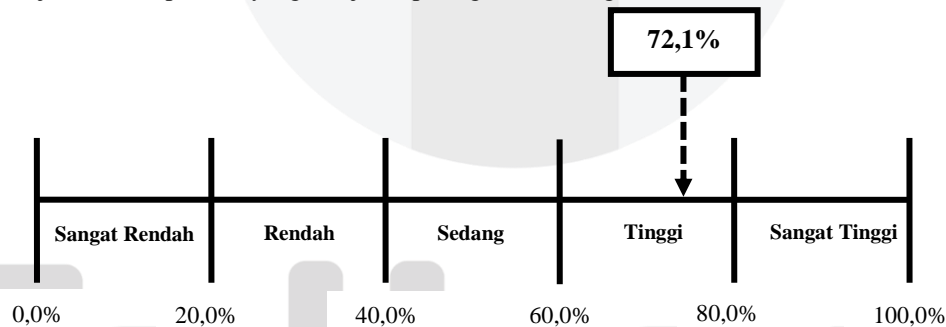 72,1%
Sangat Rendah Rendah Sedang Tinggi Sangat Tinggi
0,0% 20,0% 40,0% 60,0% 80,0% 100,0%